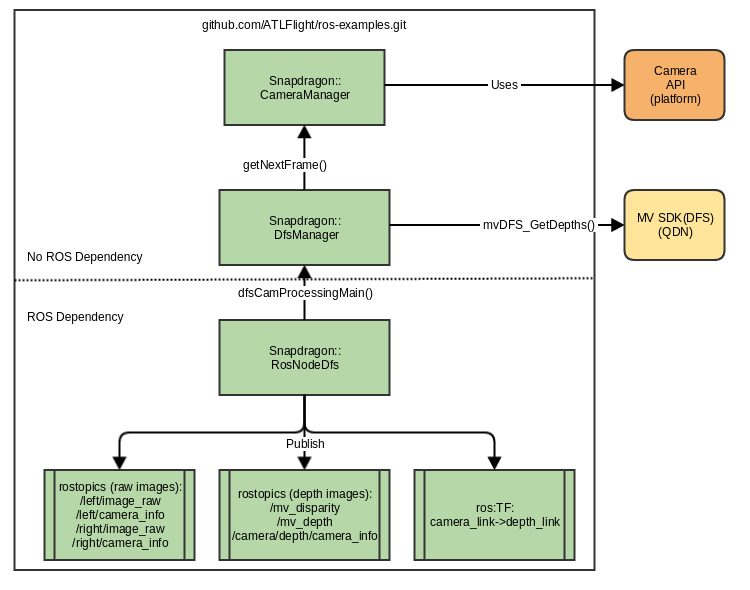 github.com/ATLFlight/ros-examples.git
Snapdragon::
CameraManager
Uses
Camera
API
(platform)
getNextFrame()
Snapdragon::
DfsManager
mvDFS_GetDepths()
MV SDK(DFS)
(QDN)
No ROS Dependency
dfsCamProcessingMain()
ROS Dependency
Snapdragon::
RosNodeDfs
Publish
rostopics (raw images):
/left/image_raw
/left/camera_info
/right/image_raw
/right/camera_info
rostopics (depth images):
/mv_disparity
/mv_depth
/camera/depth/camera_info
ros:TF:
camera_link->depth_link